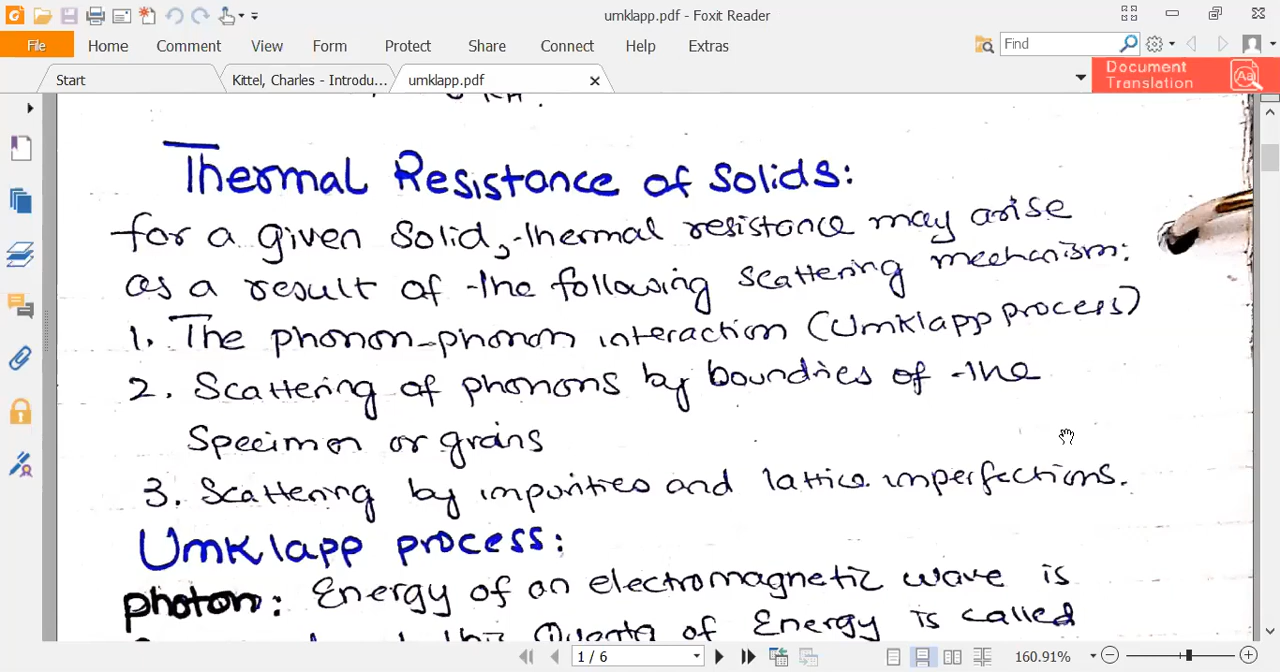 umklapp.pdf - Foxit Reader
File Home Comment View Form Protect Share Connect Help Extras
Find
Start
Kittel, Charles - Introdu...
umklapp.pdf
Document
Translation
Thermal Resistance of Solids:
for a given Solid, thermal resistance may arise
as a result of the following scattering mechanism:
1. The phonon-phonon interaction (Umklapp process)
2. Scattering of phonons by boundries of the
Specimen or grains
3. Scattering by impurities and lattice imperfections.
Umklapp process:
photon: Energy of an electromagnetic wave is
this Quanta of Energy is called
1 / 6
160.91%